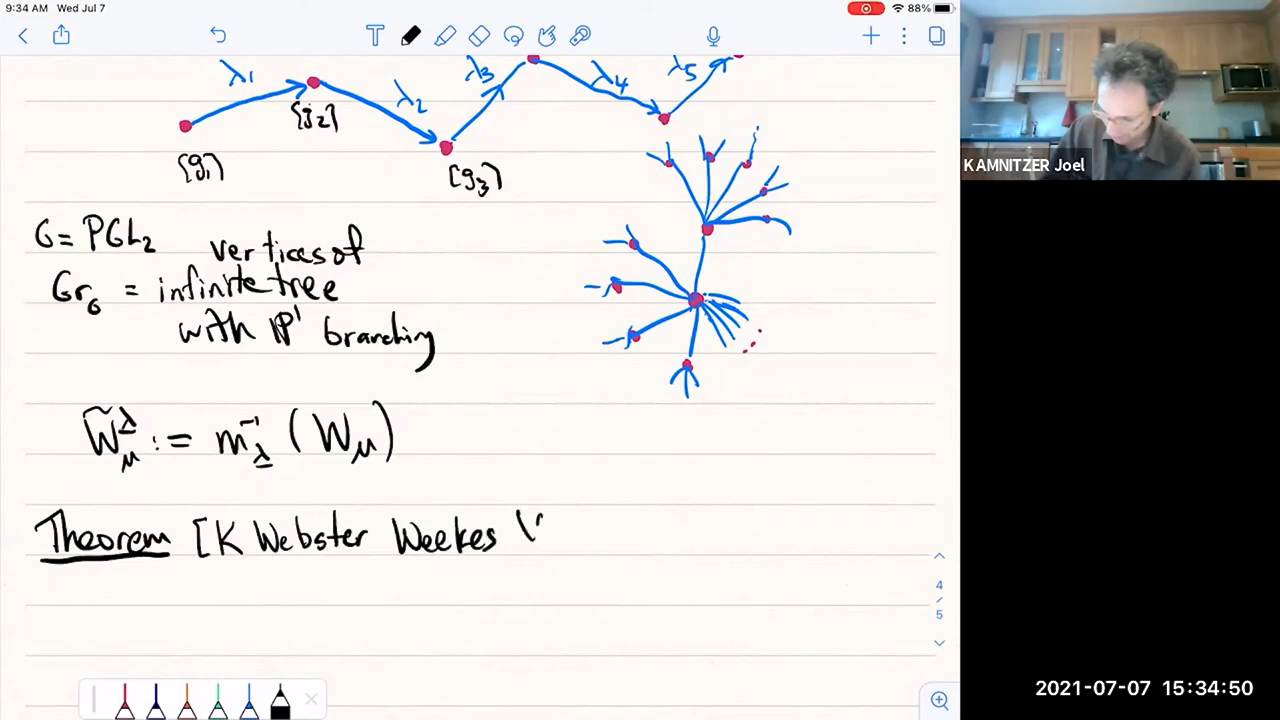 9:34 AM Wed Jul 7
88%
λ1
λ2
λ3
λ4
λ5
[g1]
[g2]
[g3]
G = PGL2
vertices of
GrG = infinite tree
with P¹ branching
W̃^λ_μ := m_λ^{-1} (W_μ)
Theorem [K Webster Weekes
4
/
5
KAMNITZER Joel
2021-07-07 15:34:50